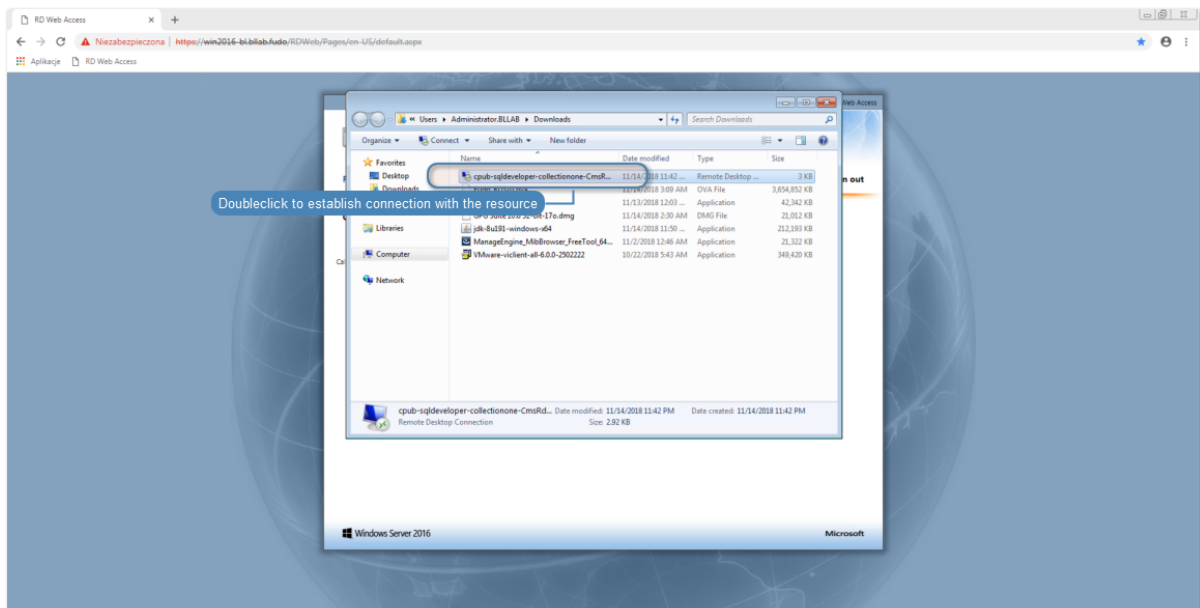 RD Web Access
Niezabezpieczona | https://win2016-bl.bllab.fudo/RDWeb/Pages/en-US/default.aspx
Aplikacje RD Web Access
Web Access
« Users Administrator.BLLAB Downloads Search Downloads
Organize Connect Share with New folder
Favorites Name Date modified Type Size
Desktop cpub-sqldeveloper-collectionone-CmsR... 11/14/2018 11:42 ... Remote Desktop ... 3 KB
Downloads 11/14/2018 3:09 AM OVA File 3,654,852 KB
n out
Doubleclick to establish connection with the resource
11/13/2018 12:03 ... Application 42,342 KB
11/14/2018 2:30 AM DMG File 21,012 KB
Libraries jdk-8u191-windows-x64 11/14/2018 11:50 ... Application 212,193 KB
ManageEngine_MibBrowser_FreeTool_64... 11/2/2018 12:46 AM Application 21,322 KB
Computer VMware-viclient-all-6.0.0-2502222 10/22/2018 5:43 AM Application 349,420 KB
Cal
Network
cpub-sqldeveloper-collectionone-CmsRd... Date modified: 11/14/2018 11:42 PM Date created: 11/14/2018 11:42 PM
Remote Desktop Connection Size: 2.92 KB
Windows Server 2016 Microsoft